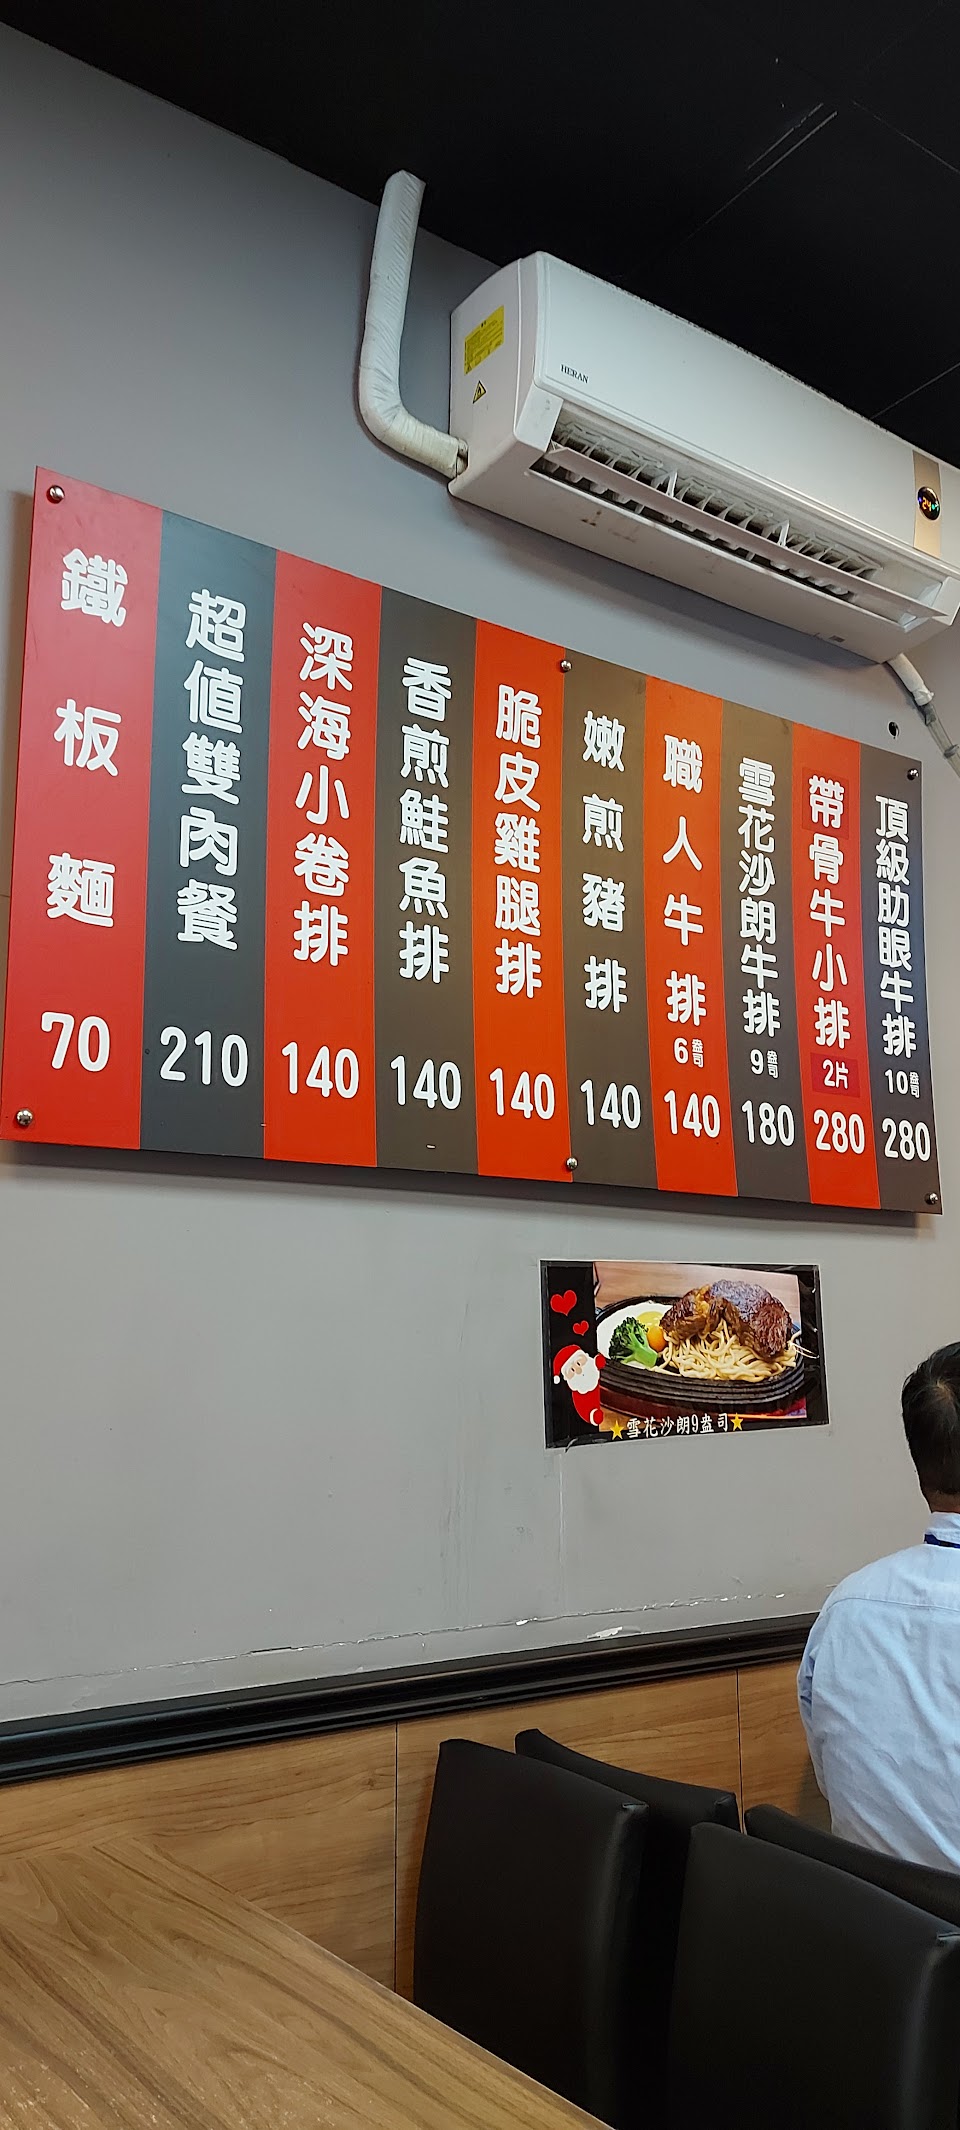 HERAN
24
頂級肋眼牛排 10盎司 280
帶骨牛小排 2片 280
雪花沙朗牛排 9盎司 180
職人牛排 6盎司 140
嫩煎豬排 140
脆皮雞腿排 140
香煎鮭魚排 140
深海小卷排 140
超值雙肉餐 210
鐵板麵 70
★雪花沙朗9盎司★